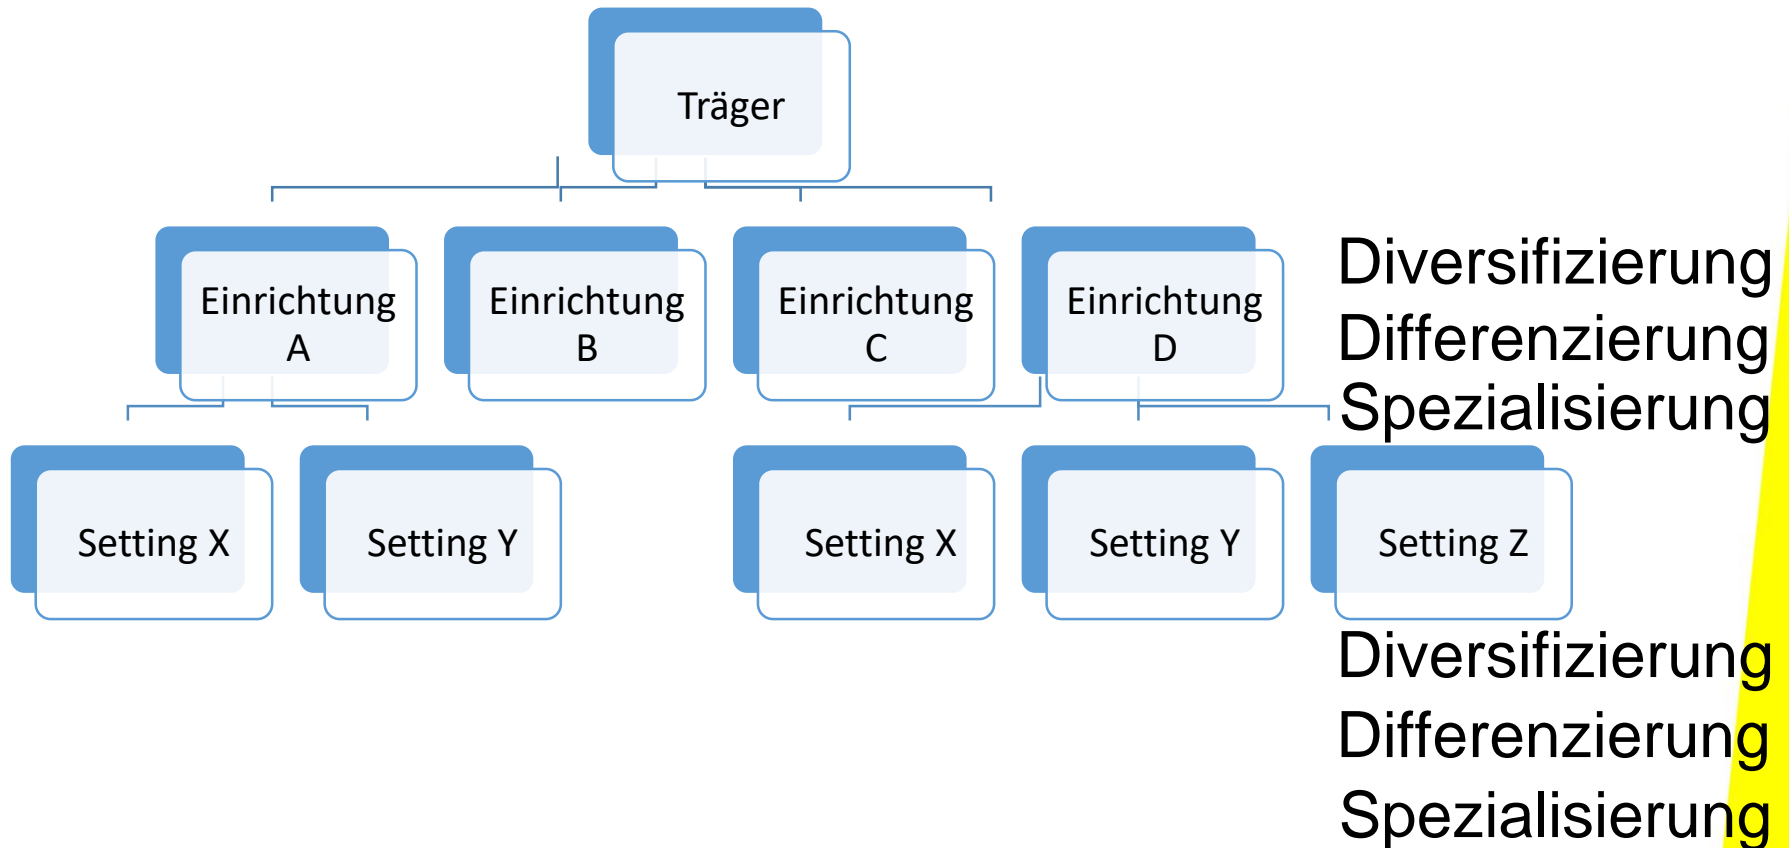 Träger
Einrichtung
A
Einrichtung
B
Einrichtung
C
Einrichtung
D
Diversifizierung
Differenzierung
Spezialisierung
Setting X
Setting Y
Setting X
Setting Y
Setting Z
Diversifizierung
Differenzierung
Spezialisierung